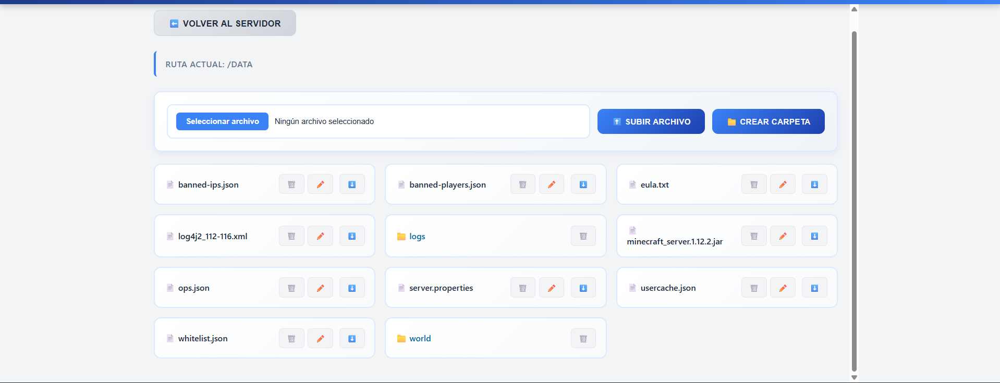 VOLVER AL SERVIDOR
RUTA ACTUAL: /DATA
Seleccionar archivo Ningún archivo seleccionado
SUBIR ARCHIVO
CREAR CARPETA
banned-ips.json
banned-players.json
eula.txt
log4j2_112-116.xml
logs
minecraft_server.1.12.2.jar
ops.json
server.properties
usercache.json
whitelist.json
world